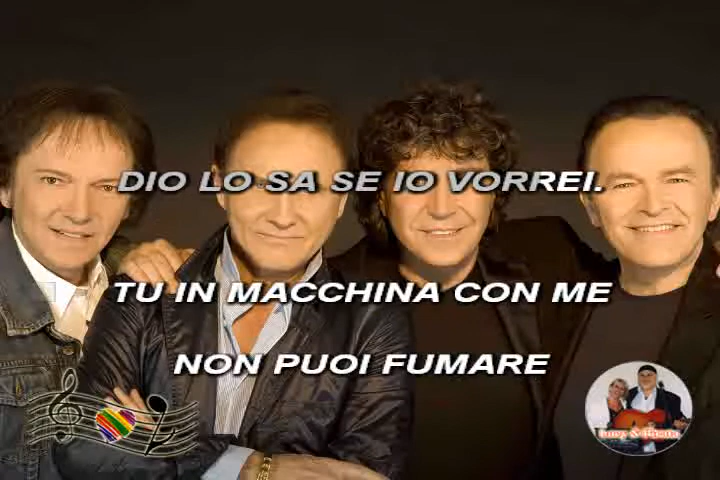 DIO LO SA SE IO VORREI.
TU IN MACCHINA CON ME
NON PUOI FUMARE